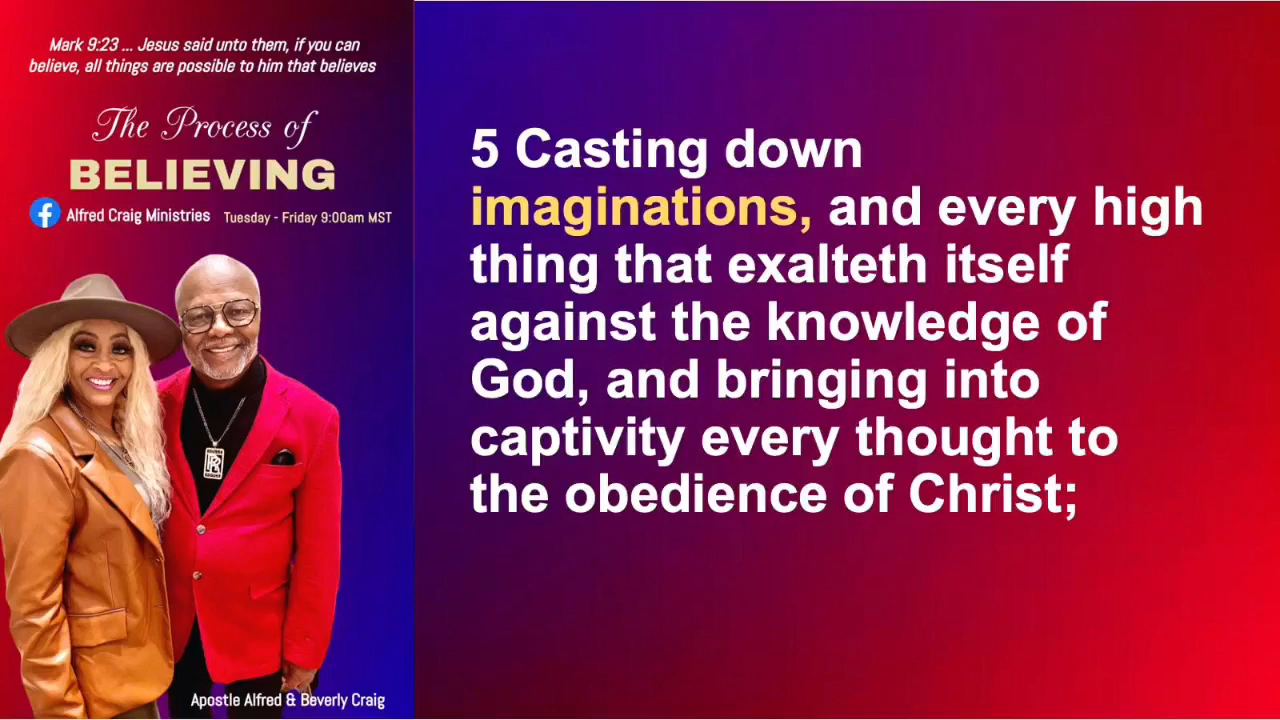 Mark 9:23 ... Jesus said unto them, if you can
believe, all things are possible to him that believes
The Process of
BELIEVING
Alfred Craig Ministries Tuesday - Friday 9:00am MST
Apostle Alfred & Beverly Craig
5 Casting down
imaginations, and every high
thing that exalteth itself
against the knowledge of
God, and bringing into
captivity every thought to
the obedience of Christ;